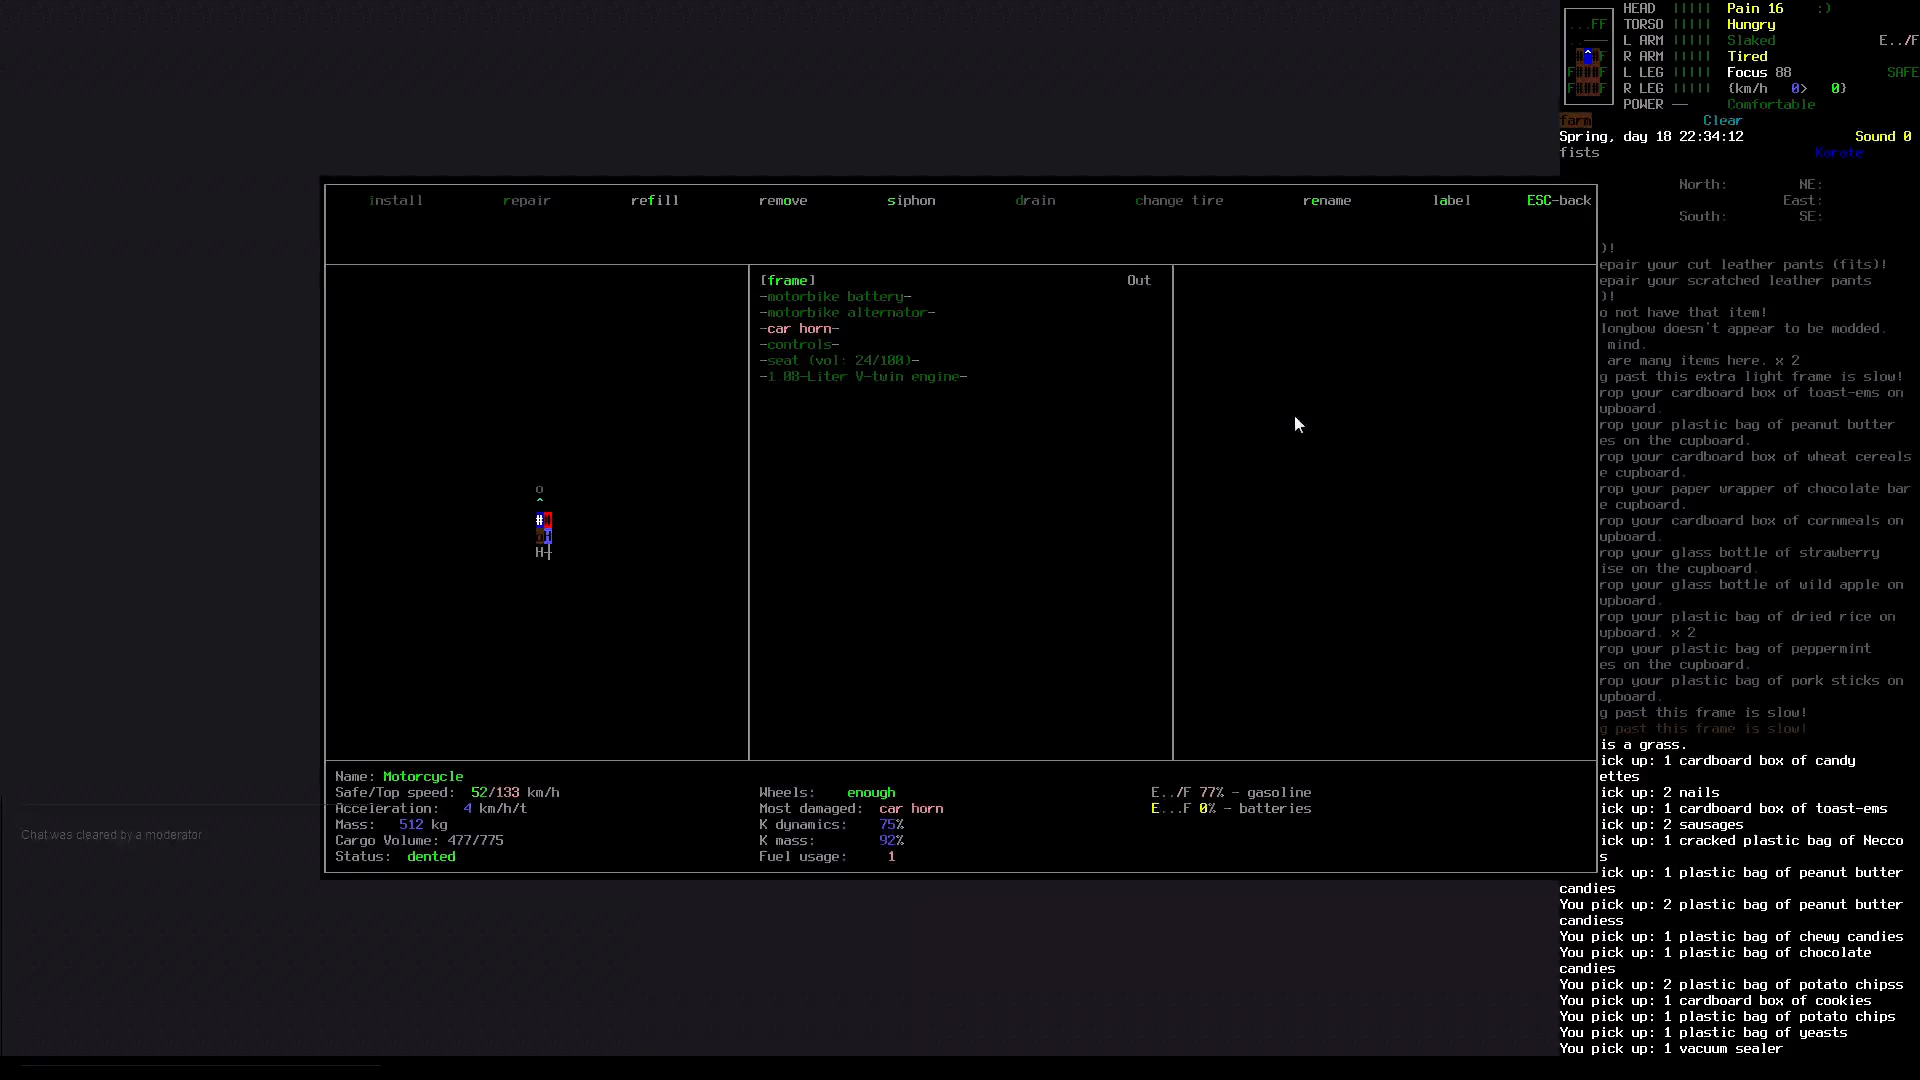 install repair refill remove siphon drain change tire rename label ESC-back
[frame] Out
-motorbike battery-
-motorbike alternator-
-car horn-
-controls-
-seat (vol: 24/100)-
-1.08-Liter V-twin engine-
Name: Motorcycle
Safe/Top speed: 52/133 km/h
Acceleration: 4 km/h/t
Mass: 512 kg
Cargo Volume: 477/775
Status: dented
Wheels: enough
Most damaged: car horn
K dynamics: 75%
K mass: 92%
Fuel usage: 1
E../F 77% - gasoline
E...F 0% - batteries
Chat was cleared by a moderator
HEAD ||||| Pain 16 :)
TORSO ||||| Hungry
L ARM ||||| Slaked E../F
R ARM ||||| Tired
L LEG ||||| Focus 88 SAFE
R LEG ||||| {km/h 0> 0}
POWER -- Comfortable
farm Clear
Spring, day 18 22:34:12 Sound 0
fists Karate
North: NE:
East:
South: SE:
)!
epair your cut leather pants (fits)!
epair your scratched leather pants
)!
o not have that item!
longbow doesn't appear to be modded.
mind.
are many items here. x 2
g past this extra light frame is slow!
rop your cardboard box of toast-ems on
upboard.
rop your plastic bag of peanut butter
es on the cupboard.
rop your cardboard box of wheat cereals
e cupboard.
rop your paper wrapper of chocolate bar
e cupboard.
rop your cardboard box of cornmeals on
upboard.
rop your glass bottle of strawberry
ise on the cupboard.
rop your glass bottle of wild apple on
upboard.
rop your plastic bag of dried rice on
upboard. x 2
rop your plastic bag of peppermint
es on the cupboard.
rop your plastic bag of pork sticks on
upboard.
g past this frame is slow!
g past this frame is slow!
is a grass.
ick up: 1 cardboard box of candy
ettes
ick up: 2 nails
ick up: 1 cardboard box of toast-ems
ick up: 2 sausages
ick up: 1 cracked plastic bag of Necco
s
ick up: 1 plastic bag of peanut butter
candies
You pick up: 2 plastic bag of peanut butter
candiess
You pick up: 1 plastic bag of chewy candies
You pick up: 1 plastic bag of chocolate
candies
You pick up: 2 plastic bag of potato chipss
You pick up: 1 cardboard box of cookies
You pick up: 1 plastic bag of potato chips
You pick up: 1 plastic bag of yeasts
You pick up: 1 vacuum sealer